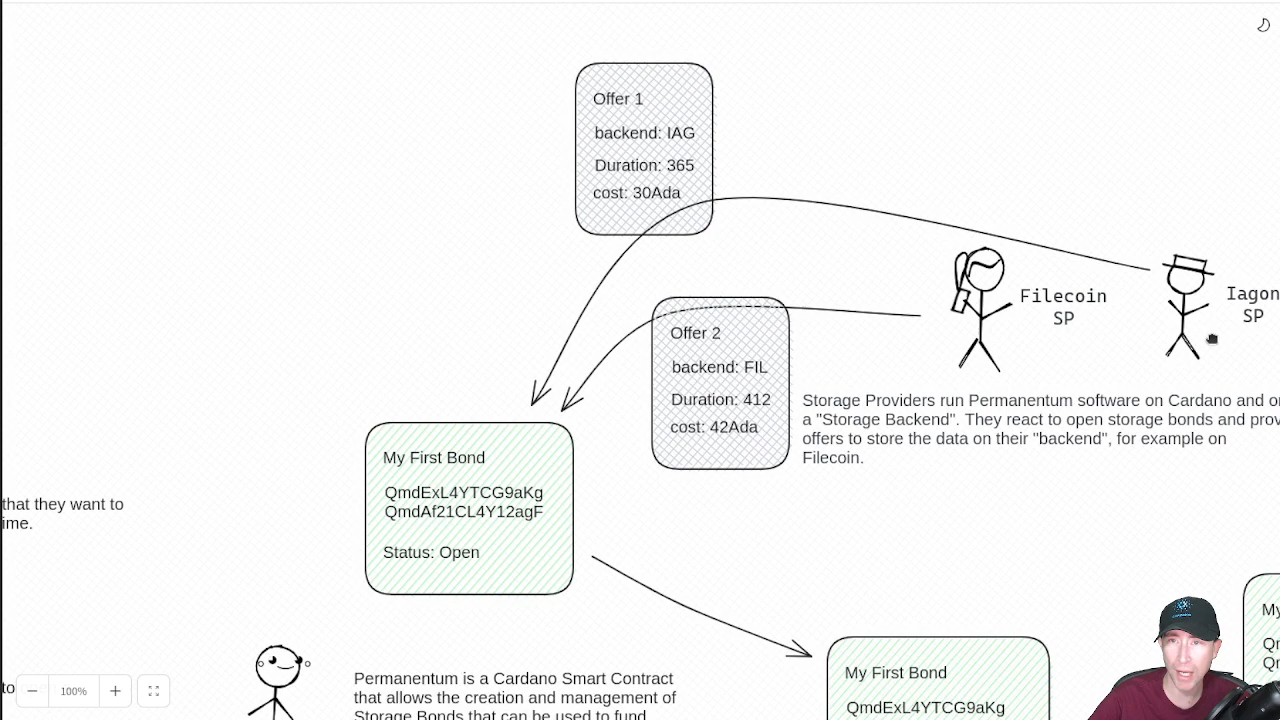 Offer 1
backend: IAG
Duration: 365
cost: 30Ada
Filecoin
SP
Iagon
SP
Offer 2
backend: FIL
Duration: 412
cost: 42Ada
Storage Providers run Permanentum software on Cardano and
a "Storage Backend". They react to open storage bonds and
offers to store the data on their "backend", for example on
Filecoin.
My First Bond
QmdExL4YTCG9aKg
QmdAf21CL4Y12agF
Status: Open
that they want to
ime.
My First Bond
QmdExL4YTCG9aKg
My
Permanentum is a Cardano Smart Contract
that allows the creation and management of
Storage Bonds that can be used to fund
to
100%